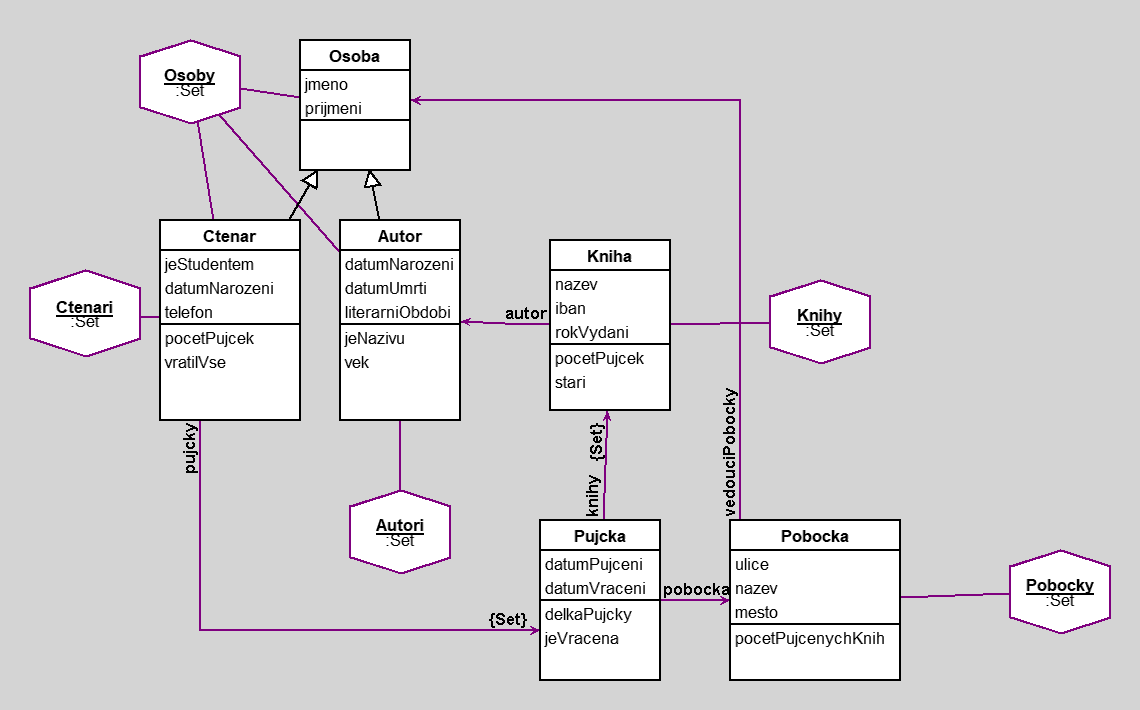 Osoba
jmeno
prijmeni
Osoby
:Set
Ctenar
jeStudentem
datumNarozeni
telefon
pocetPujcek
vratilVse
Autor
datumNarozeni
datumUmrti
literarniObdobi
jeNazivu
vek
Kniha
nazev
iban
rokVydani
pocetPujcek
stari
autor
Ctenari
:Set
Knihy
:Set
pujcky
{Set}
knihy
{Set}
vedouciPobocky
Autori
:Set
Pujcka
datumPujceni
datumVraceni
delkaPujcky
jeVracena
pobocka
Pobocka
ulice
nazev
mesto
pocetPujcenychKnih
Pobocky
:Set